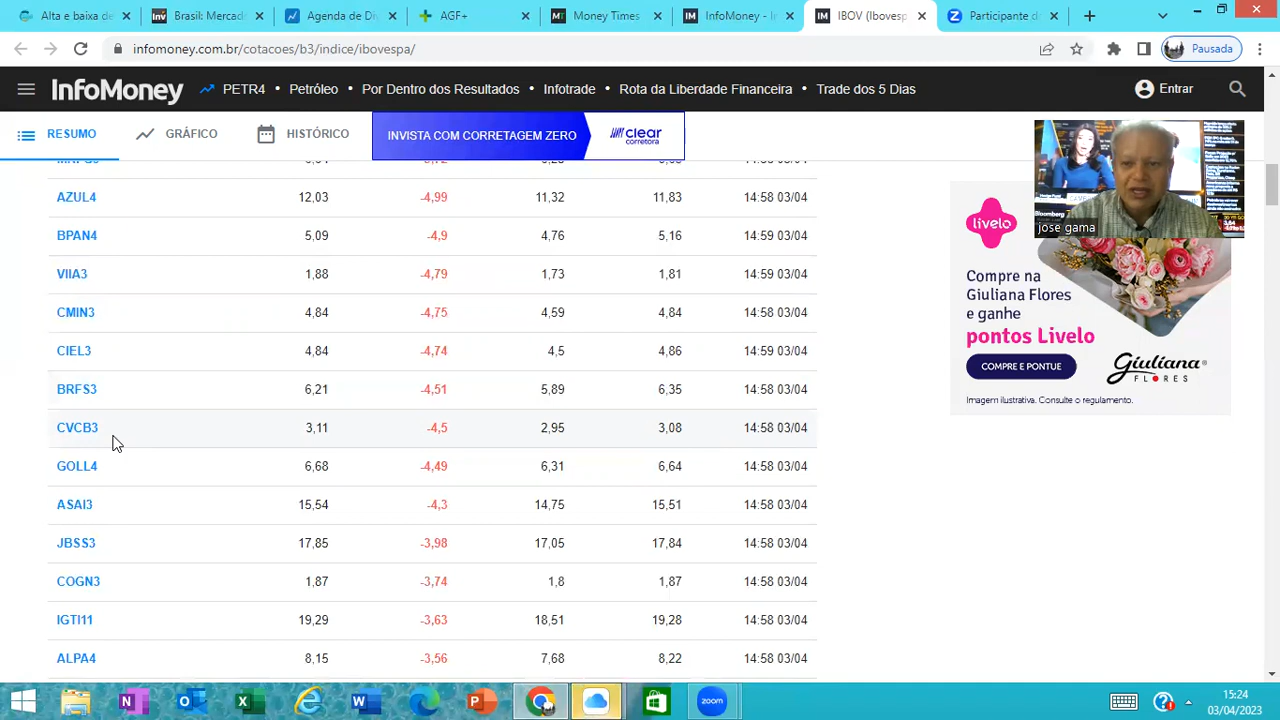 Alta e baixa de
Brasil Mercad
Agenda de Di
AGF+
Money Times
InfoMoney - In
IBOV (Ibovesp
Participante do
infomoney.com.br/cotacoes/b3/indice/ibovespa/
Pausada
InfoMoney PETR4 Petróleo Por Dentro dos Resultados Infotrade Rota da Liberdade Financeira Trade dos 5 Dias Entrar
RESUMO GRÁFICO HISTÓRICO
INVISTA COM CORRETAGEM ZERO clear corretora
AZUL4 12,03 -4,99 11,32 11,83 14:58 03/04
BPAN4 5,09 -4,9 4,76 5,16 14:59 03/04
VIIA3 1,88 -4,79 1,73 1,81 14:59 03/04
CMIN3 4,84 -4,75 4,59 4,84 14:58 03/04
CIEL3 4,84 -4,74 4,5 4,86 14:59 03/04
BRFS3 6,21 -4,51 5,89 6,35 14:58 03/04
CVCB3 3,11 -4,5 2,95 3,08 14:58 03/04
GOLL4 6,68 -4,49 6,31 6,64 14:58 03/04
ASAI3 15,54 -4,3 14,75 15,51 14:58 03/04
JBSS3 17,85 -3,98 17,05 17,84 14:58 03/04
COGN3 1,87 -3,74 1,8 1,87 14:58 03/04
IGTI11 19,29 -3,63 18,51 19,28 14:58 03/04
ALPA4 8,15 -3,56 7,68 8,22 14:58 03/04
Bloomberg
jose gama
livelo
Compre na
Giuliana Flores
e ganhe
pontos Livelo
COMPRE E PONTUE
Giuliana
FLORES
Imagem ilustrativa. Consulte o regulamento.
zoom
15:24
03/04/2023